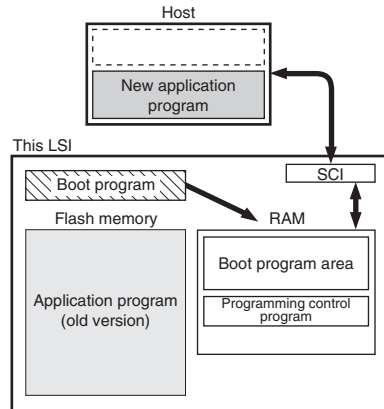 Host
New application
program
This LSI
SCI
Boot program
Flash memory
RAM
Application program
(old version)
Boot program area
Programming control
program